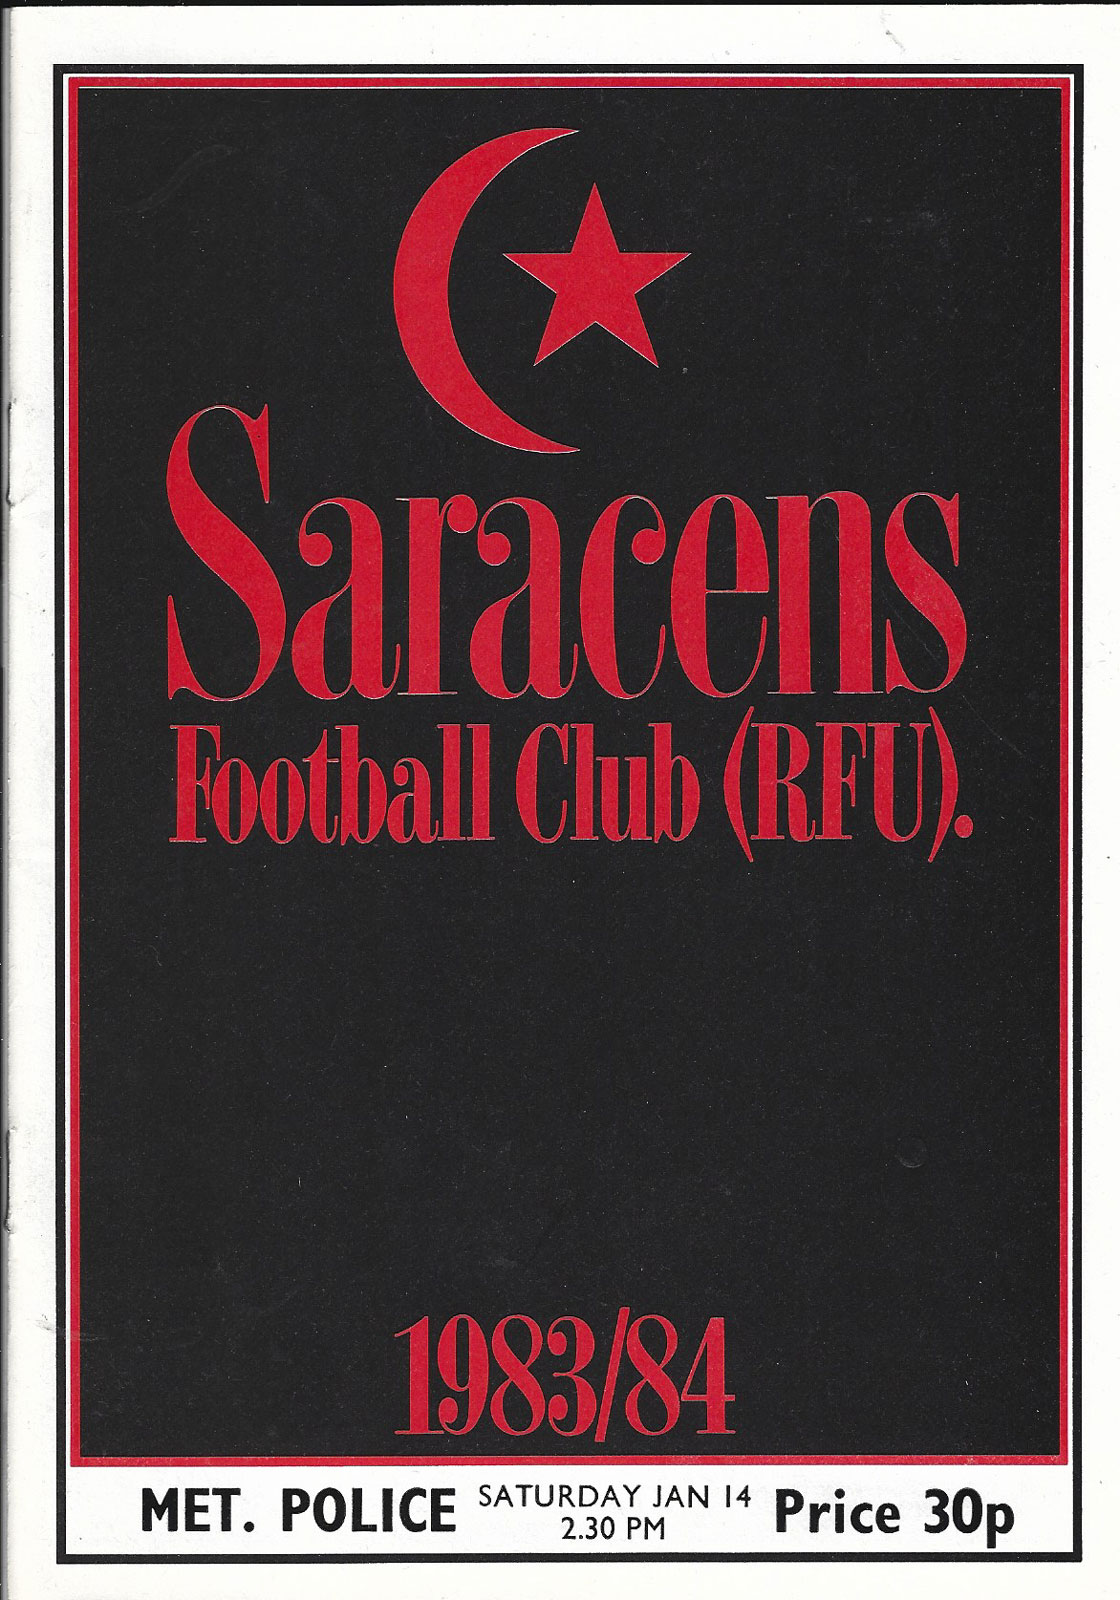 Saracens
Football Club (RFU).
1983/84
MET. POLICE SATURDAY JAN 14 2.30 PM Price 30p